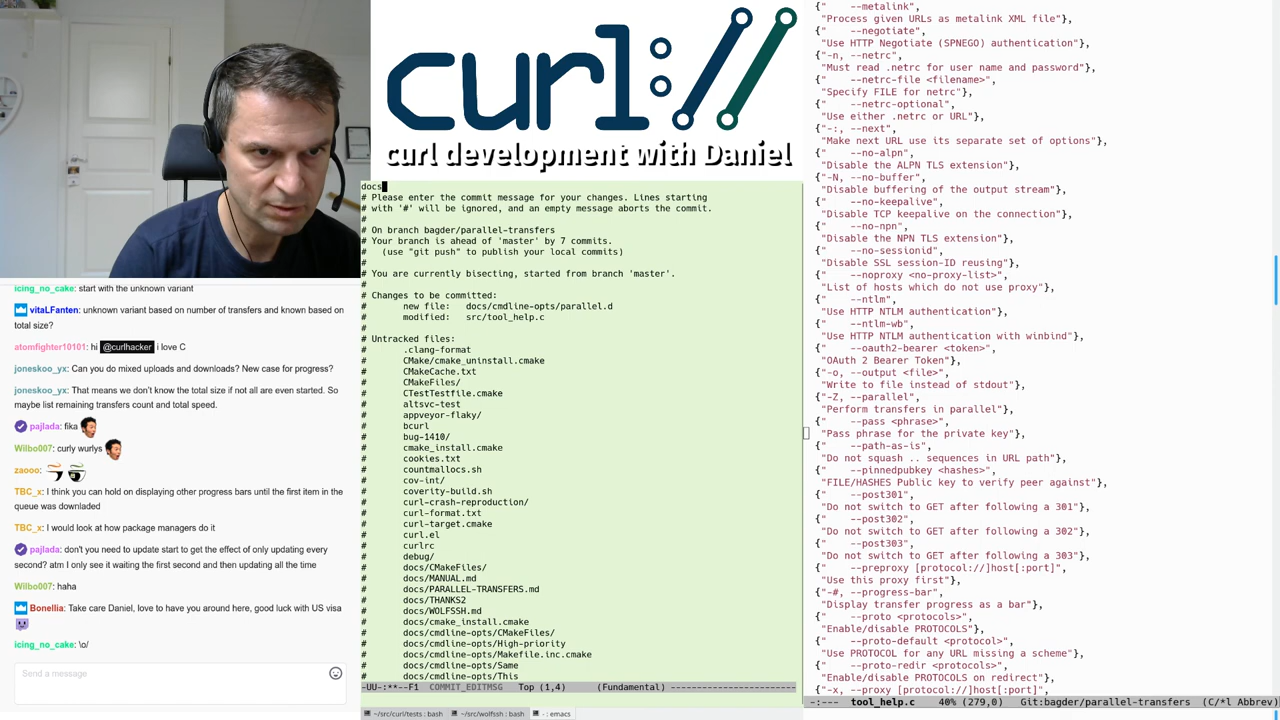 curl://
curl development with Daniel
icing_no_cake: start with the unknown variant
vitaLFanten: unknown variant based on number of transfers and known based on
total size?
atomfighter10101: hi @curlhacker i love C
joneskoo_yx: Can you do mixed uploads and downloads? New case for progress?
joneskoo_yx: That means we don't know the total size if not all are even started. So
maybe list remaining transfers count and total speed.
pajlada: fika
Wilbo007: curly wurlys
zaooo:
TBC_x: I think you can hold on displaying other progress bars until the first item in the
queue was downladed
TBC_x: I would look at how package managers do it
pajlada: don't you need to update start to get the effect of only updating every
second? atm I only see it waiting the first second and then updating all the time
Wilbo007: haha
Bonellia: Take care Daniel, love to have you around here, good luck with US visa
icing_no_cake: \o/
Send a message
docs
# Please enter the commit message for your changes. Lines starting
# with '#' will be ignored, and an empty message aborts the commit.
#
# On branch bagder/parallel-transfers
# Your branch is ahead of 'master' by 7 commits.
#   (use "git push" to publish your local commits)
#
# You are currently bisecting, started from branch 'master'.
#
# Changes to be committed:
#       new file:   docs/cmdline-opts/parallel.d
#       modified:   src/tool_help.c
#
# Untracked files:
#       .clang-format
#       CMake/cmake_uninstall.cmake
#       CMakeCache.txt
#       CMakeFiles/
#       CTestTestfile.cmake
#       altsvc-test
#       appveyor-flaky/
#       bcurl
#       bug-1410/
#       cmake_install.cmake
#       cookies.txt
#       countmallocs.sh
#       cov-int/
#       coverity-build.sh
#       curl-crash-reproduction/
#       curl-format.txt
#       curl-target.cmake
#       curl.el
#       curlrc
#       debug/
#       docs/CMakeFiles/
#       docs/MANUAL.md
#       docs/PARALLEL-TRANSFERS.md
#       docs/THANKS2
#       docs/WOLFSSH.md
#       docs/cmake_install.cmake
#       docs/cmdline-opts/CMakeFiles/
#       docs/cmdline-opts/High-priority
#       docs/cmdline-opts/Makefile.inc.cmake
#       docs/cmdline-opts/Same
#       docs/cmdline-opts/This
-UU-:**--F1  COMMIT_EDITMSG   Top (1,4)      (Fundamental) -----------------------
~/src/curl/tests : bash
~/src/wolfssh : bash
- : emacs
{"    --metalink",
"Process given URLs as metalink XML file"},
{"    --negotiate",
"Use HTTP Negotiate (SPNEGO) authentication"},
{"-n, --netrc",
"Must read .netrc for user name and password"},
{"    --netrc-file <filename>",
"Specify FILE for netrc"},
{"    --netrc-optional",
"Use either .netrc or URL"},
{"-:, --next",
"Make next URL use its separate set of options"},
{"    --no-alpn",
"Disable the ALPN TLS extension"},
{"-N, --no-buffer",
"Disable buffering of the output stream"},
{"    --no-keepalive",
"Disable TCP keepalive on the connection"},
{"    --no-npn",
"Disable the NPN TLS extension"},
{"    --no-sessionid",
"Disable SSL session-ID reusing"},
{"    --noproxy <no-proxy-list>",
"List of hosts which do not use proxy"},
{"    --ntlm",
"Use HTTP NTLM authentication"},
{"    --ntlm-wb",
"Use HTTP NTLM authentication with winbind"},
{"    --oauth2-bearer <token>",
"OAuth 2 Bearer Token"},
{"-o, --output <file>",
"Write to file instead of stdout"},
{"-Z, --parallel",
"Perform transfers in parallel"},
{"    --pass <phrase>",
"Pass phrase for the private key"},
{"    --path-as-is",
"Do not squash .. sequences in URL path"},
{"    --pinnedpubkey <hashes>",
"FILE/HASHES Public key to verify peer against"},
{"    --post301",
"Do not switch to GET after following a 301"},
{"    --post302",
"Do not switch to GET after following a 302"},
{"    --post303",
"Do not switch to GET after following a 303"},
{"    --preproxy [protocol://]host[:port]",
"Use this proxy first"},
{"-#, --progress-bar",
"Display transfer progress as a bar"},
{"    --proto <protocols>",
"Enable/disable PROTOCOLS"},
{"    --proto-default <protocol>",
"Use PROTOCOL for any URL missing a scheme"},
{"    --proto-redir <protocols>",
"Enable/disable PROTOCOLS on redirect"},
{"-x, --proxy [protocol://]host[:port]",
-:---  tool_help.c    40% (279,0)    Git:bagder/parallel-transfers  (C/*l Abbrev)